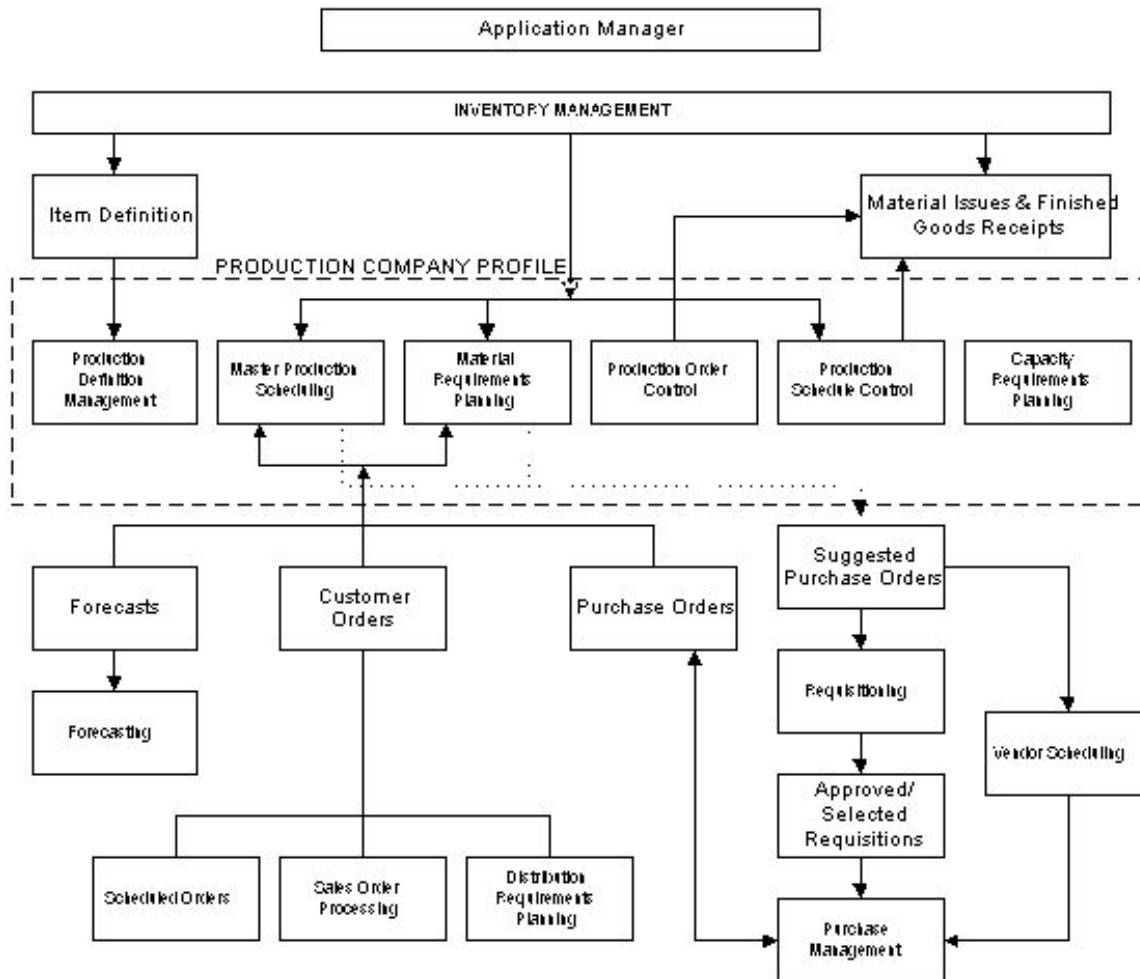 Application Manager
INVENTORY MANAGEMENT
Item Definition
Material Issues & Finished
Goods Receipts
PRODUCTION COMPANY PROFILE
Production
Definition
Management
Master Production
Scheduling
Material
Requirements
Planning
Production Order
Control
Production
Schedule Control
Capacity
Requirements
Planning
Forecasts
Customer
Orders
Purchase Orders
Suggested
Purchase Orders
Forecasting
Requisitioning
Vendor Scheduling
Approved/
Selected
Requisitions
Scheduled Orders
Sales Order
Processing
Distribution
Requirements
Planning
Purchase
Management